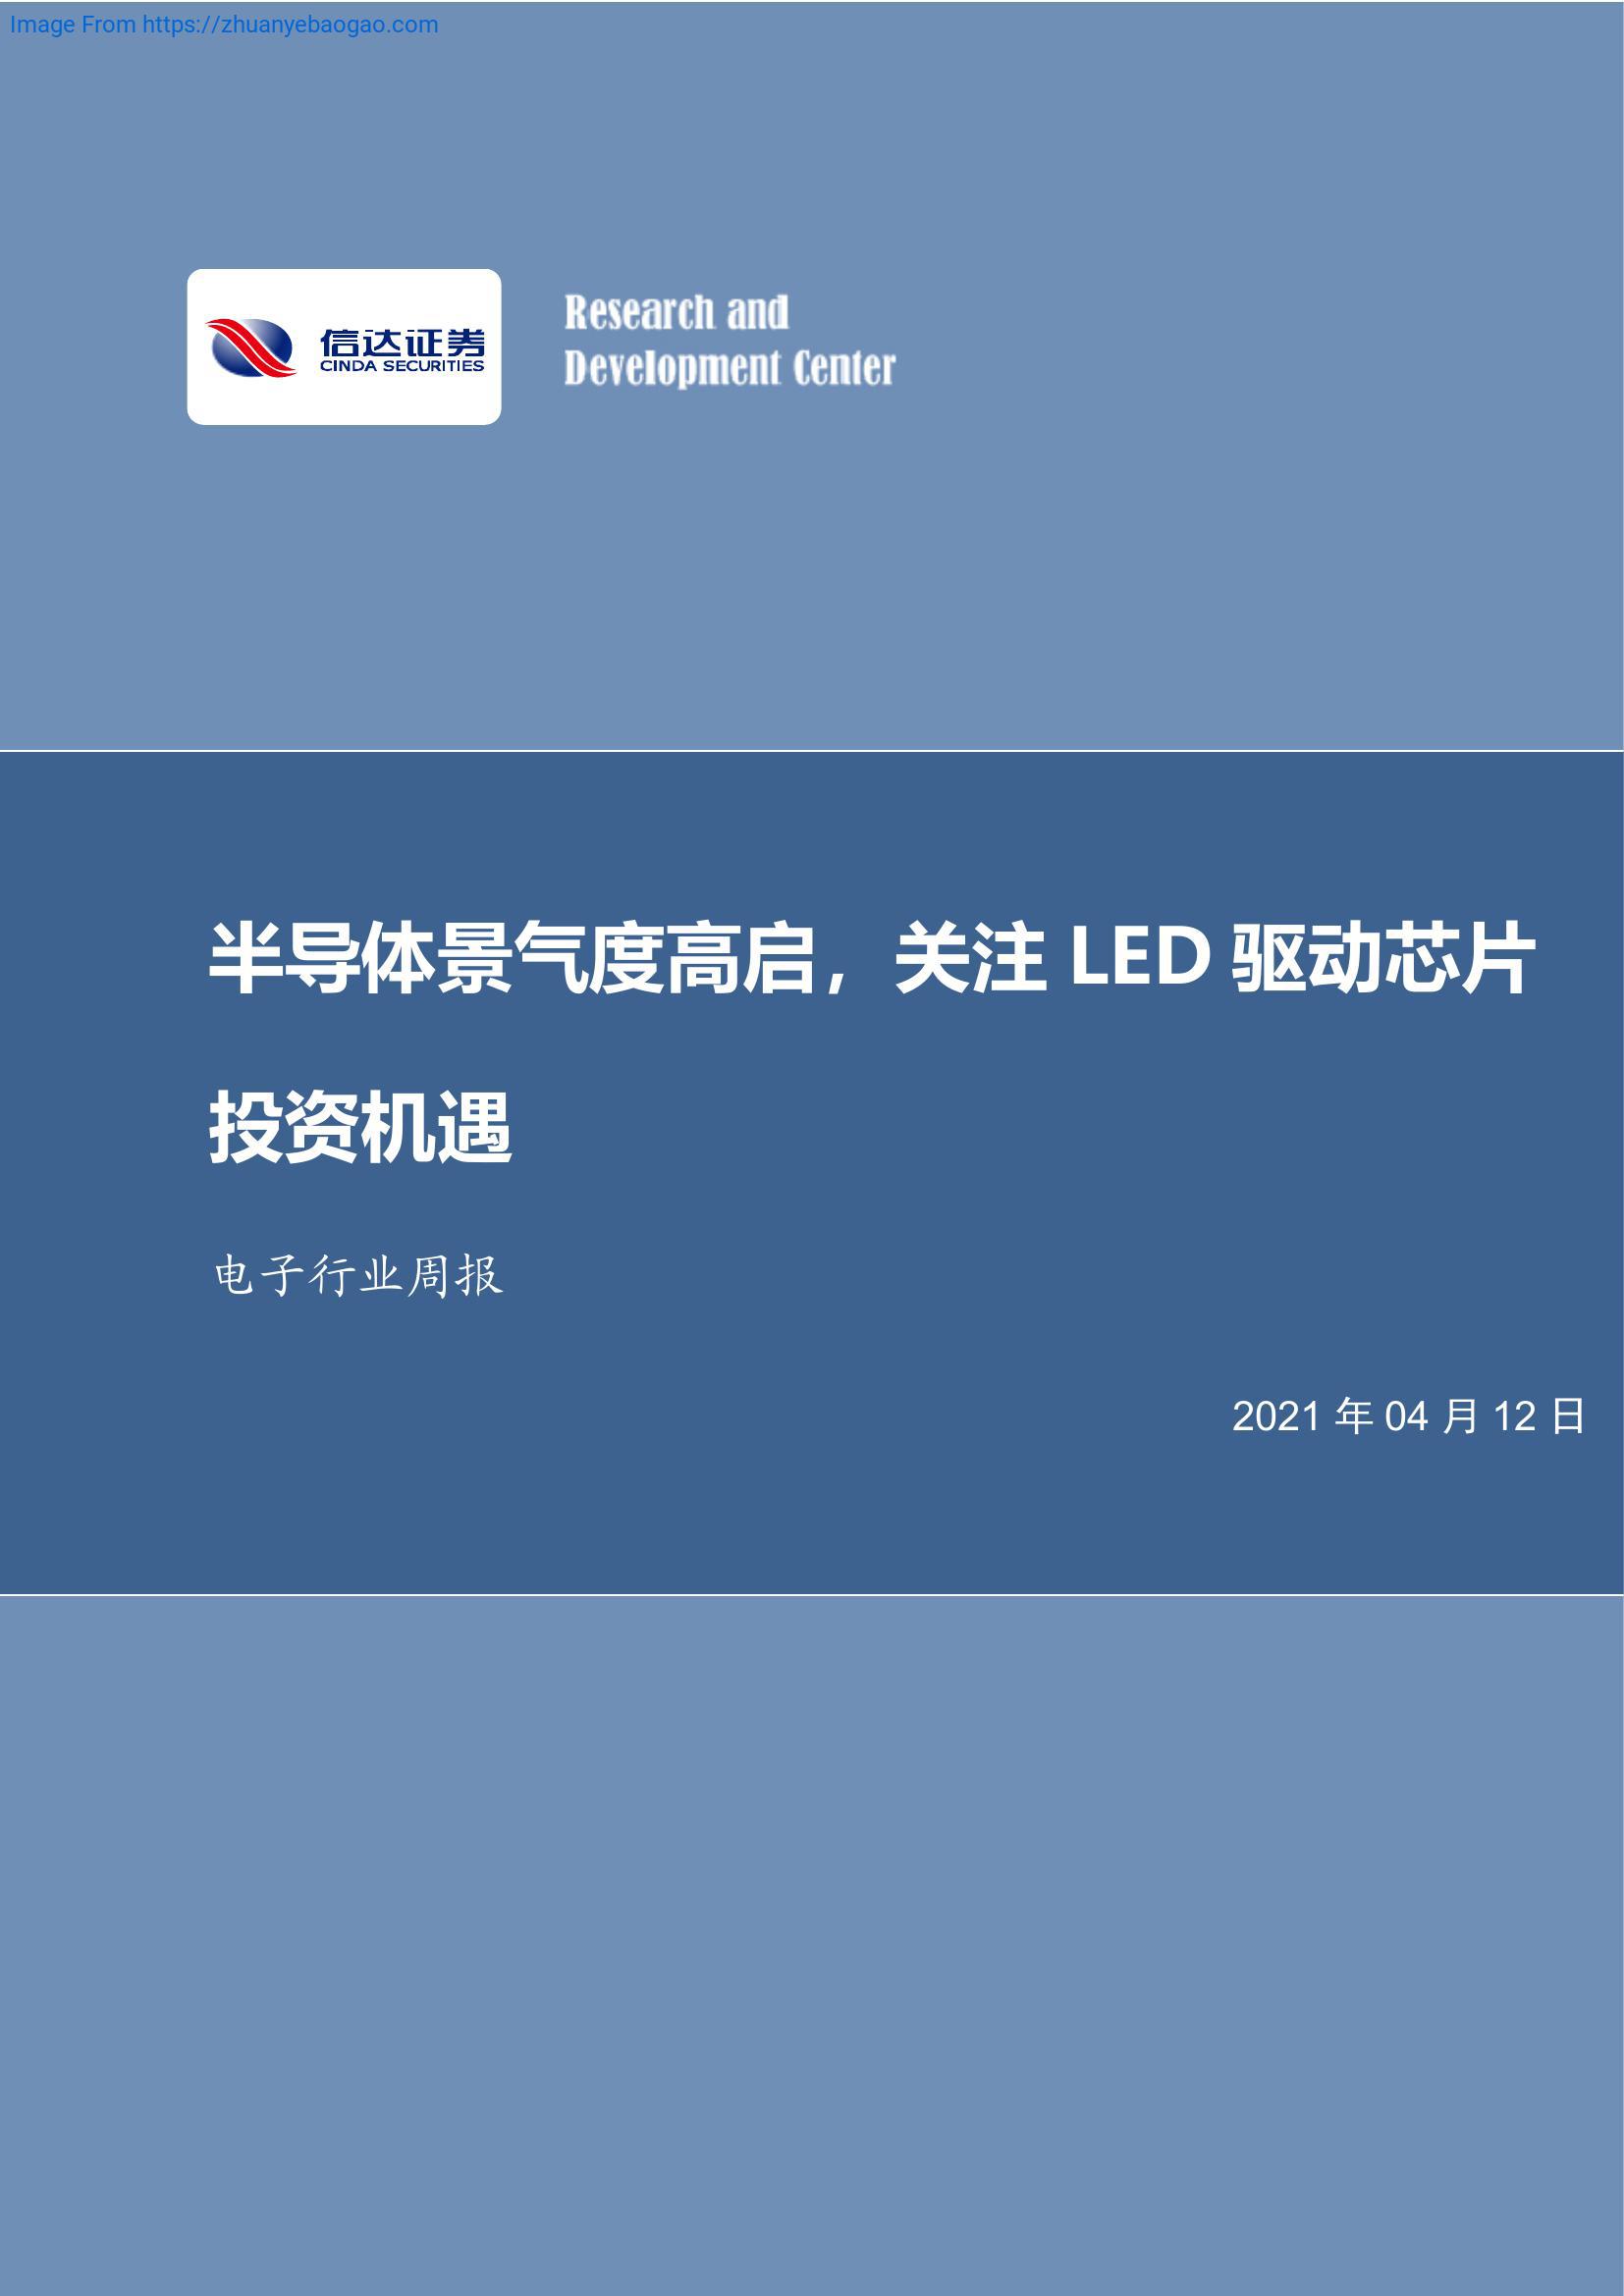 Image From https://zhuanyebaogao.com
信达证券
CINDA SECURITIES
Research and
Development Center
半导体景气度高启，关注 LED 驱动芯片
投资机遇
电子行业周报
2021 年 04 月 12 日